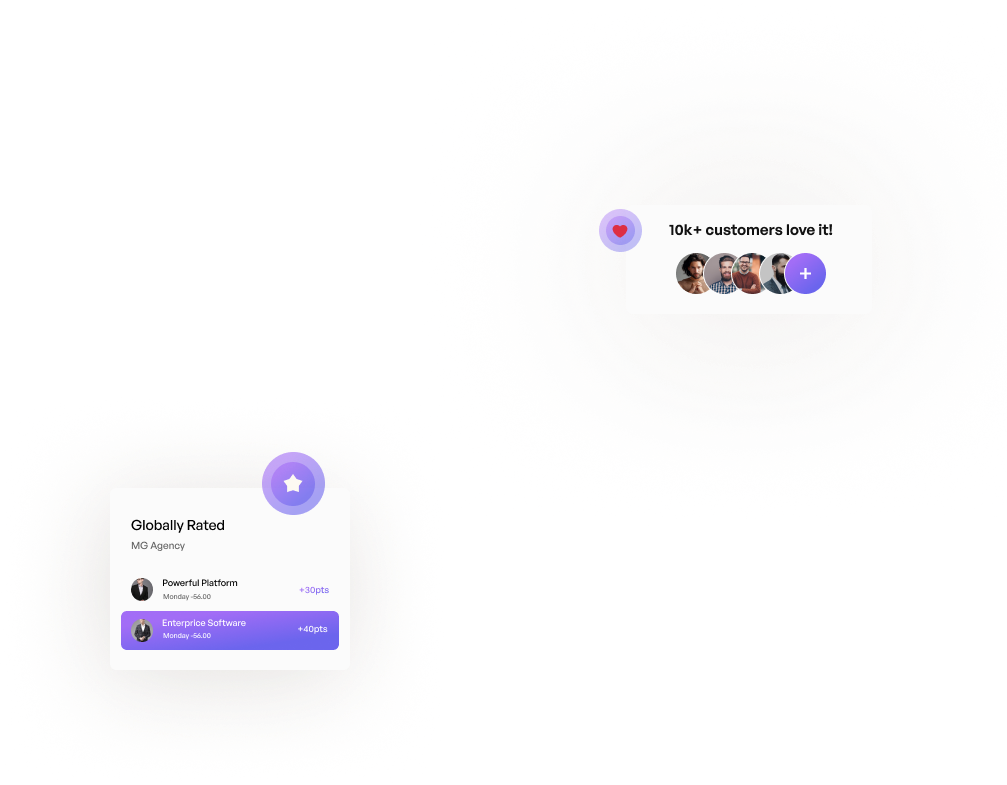 10k+ customers love it!
Globally Rated
MG Agency
Powerful Platform
Monday -56.00
+30pts
Enterprice Software
Monday -56.00
+40pts